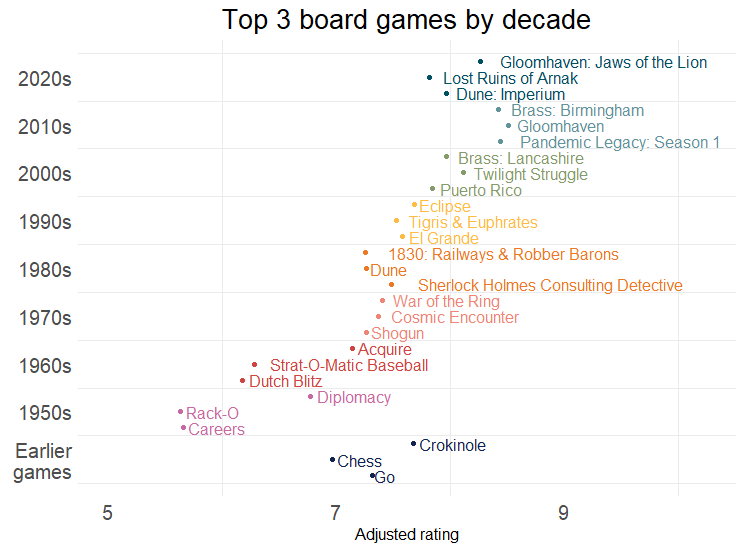 Top 3 board games by decade
2020s
Gloomhaven: Jaws of the Lion
Lost Ruins of Arnak
Dune: Imperium
2010s
Brass: Birmingham
Gloomhaven
Pandemic Legacy: Season 1
2000s
Brass: Lancashire
Twilight Struggle
Puerto Rico
1990s
Eclipse
Tigris & Euphrates
El Grande
1980s
1830: Railways & Robber Barons
Dune
Sherlock Holmes Consulting Detective
1970s
War of the Ring
Cosmic Encounter
Shogun
1960s
Acquire
Strat-O-Matic Baseball
Dutch Blitz
1950s
Diplomacy
Rack-O
Careers
Earlier
games
Crokinole
Chess
Go
5 7 9
Adjusted rating